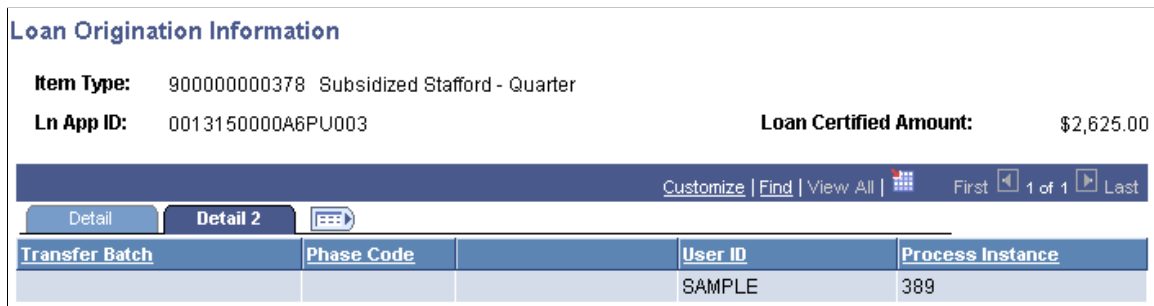 Loan Origination Information
Item Type: 900000000378 Subsidized Stafford - Quarter
Ln App ID: 0013150000A6PU003 Loan Certified Amount: $2,625.00
Customize | Find | View All | First 1 of 1 Last
Detail Detail 2
Transfer Batch Phase Code User ID Process Instance
SAMPLE 389